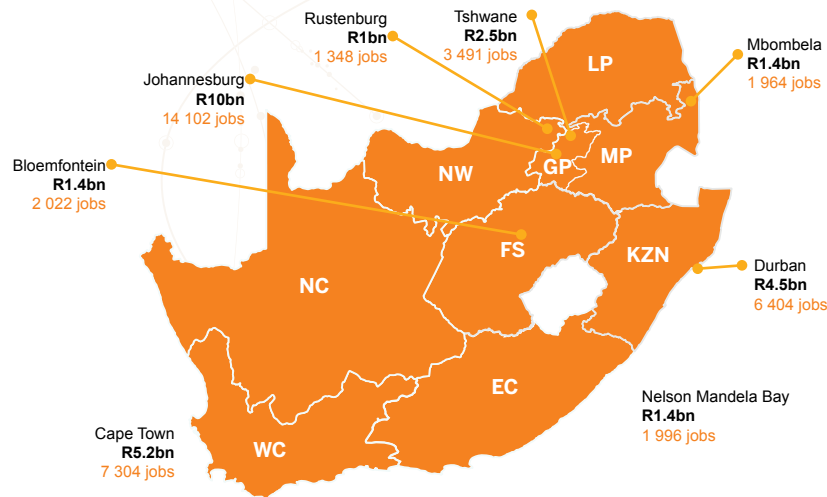 Rustenburg
R1bn
1 348 jobs
Tshwane
R2.5bn
3 491 jobs
Mbombela
R1.4bn
1 964 jobs
Johannesburg
R10bn
14 102 jobs
Bloemfontein
R1.4bn
2 022 jobs
LP
NW
GP
MP
FS
KZN
NC
EC
WC
Durban
R4.5bn
6 404 jobs
Nelson Mandela Bay
R1.4bn
1 996 jobs
Cape Town
R5.2bn
7 304 jobs